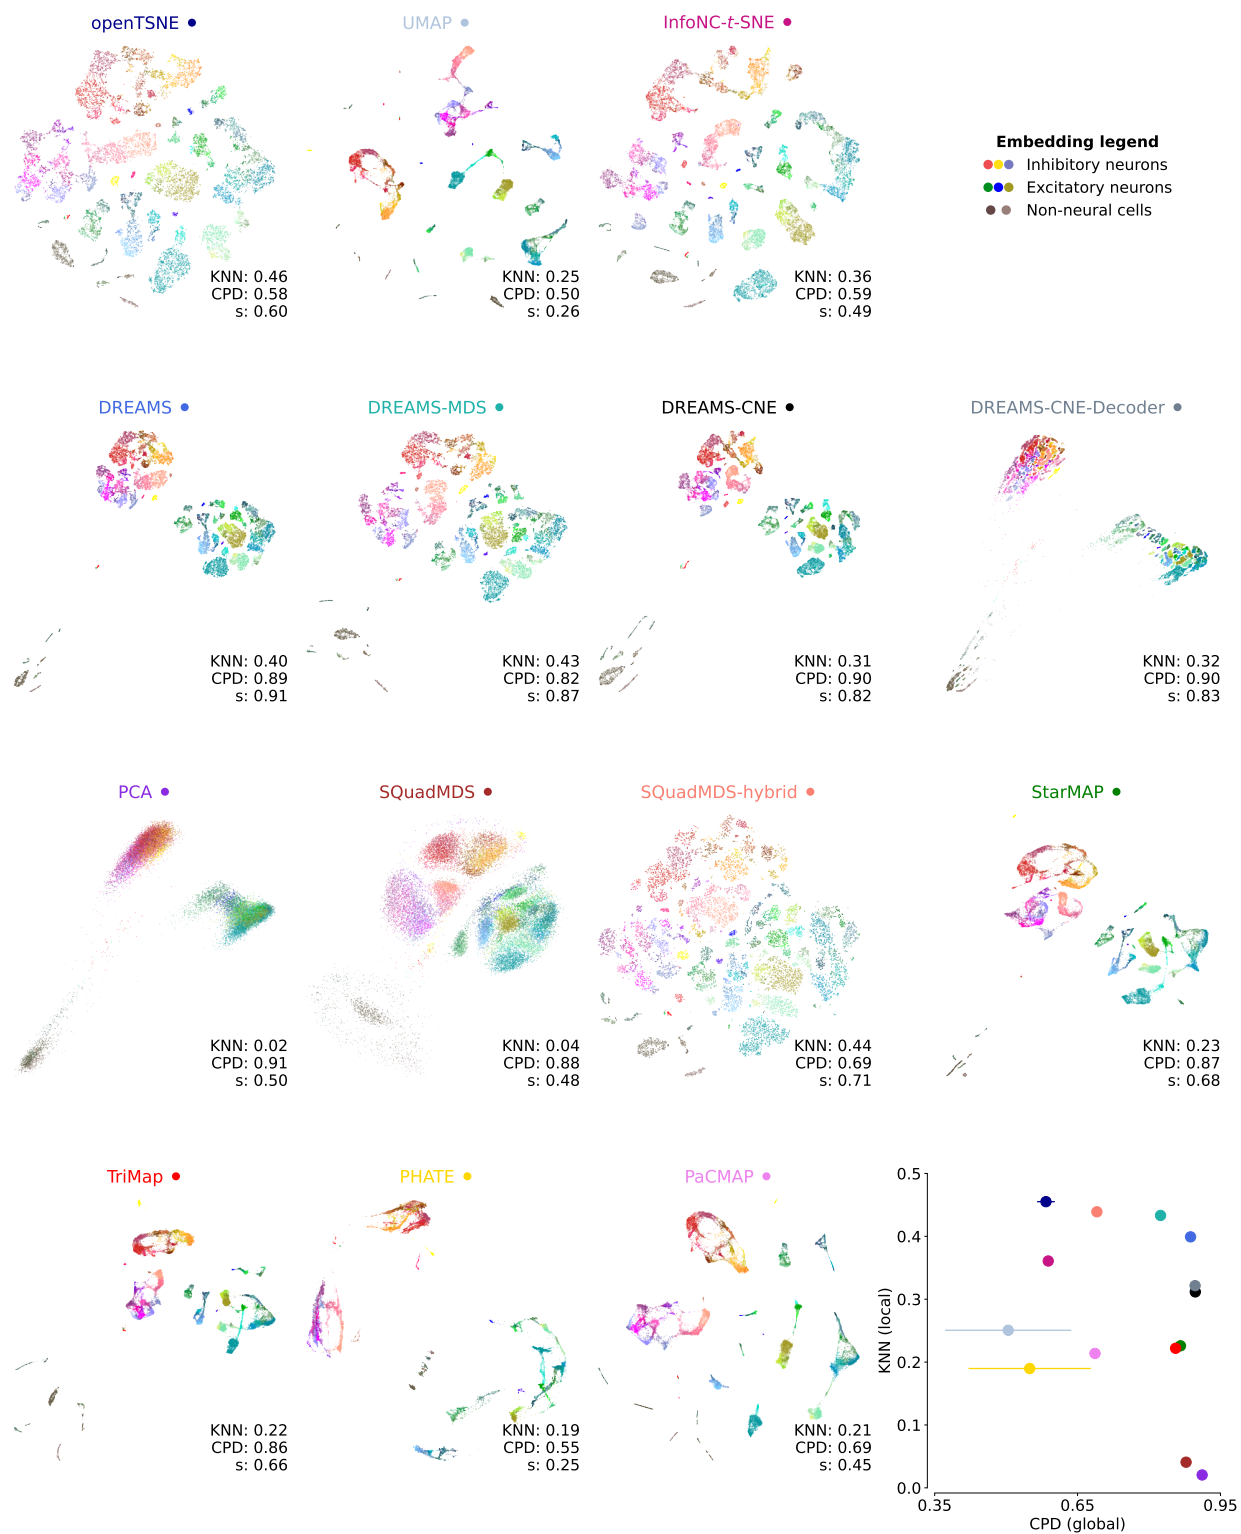 openTSNE
UMAP
InfoNC-t-SNE
Embedding legend
Inhibitory neurons
Excitatory neurons
Non-neural cells
KNN: 0.46
CPD: 0.58
s: 0.60
KNN: 0.25
CPD: 0.50
s: 0.26
KNN: 0.36
CPD: 0.59
s: 0.49
DREAMS
DREAMS-MDS
DREAMS-CNE
DREAMS-CNE-Decoder
KNN: 0.40
CPD: 0.89
s: 0.91
KNN: 0.43
CPD: 0.82
s: 0.87
KNN: 0.31
CPD: 0.90
s: 0.82
KNN: 0.32
CPD: 0.90
s: 0.83
PCA
SQuadMDS
SQuadMDS-hybrid
StarMAP
KNN: 0.02
CPD: 0.91
s: 0.50
KNN: 0.04
CPD: 0.88
s: 0.48
KNN: 0.44
CPD: 0.69
s: 0.71
KNN: 0.23
CPD: 0.87
s: 0.68
TriMap
PHATE
PaCMAP
KNN: 0.22
CPD: 0.86
s: 0.66
KNN: 0.19
CPD: 0.55
s: 0.25
KNN: 0.21
CPD: 0.69
s: 0.45
KNN (local)
0.5
0.4
0.3
0.2
0.1
0.0
0.35
0.65
0.95
CPD (global)